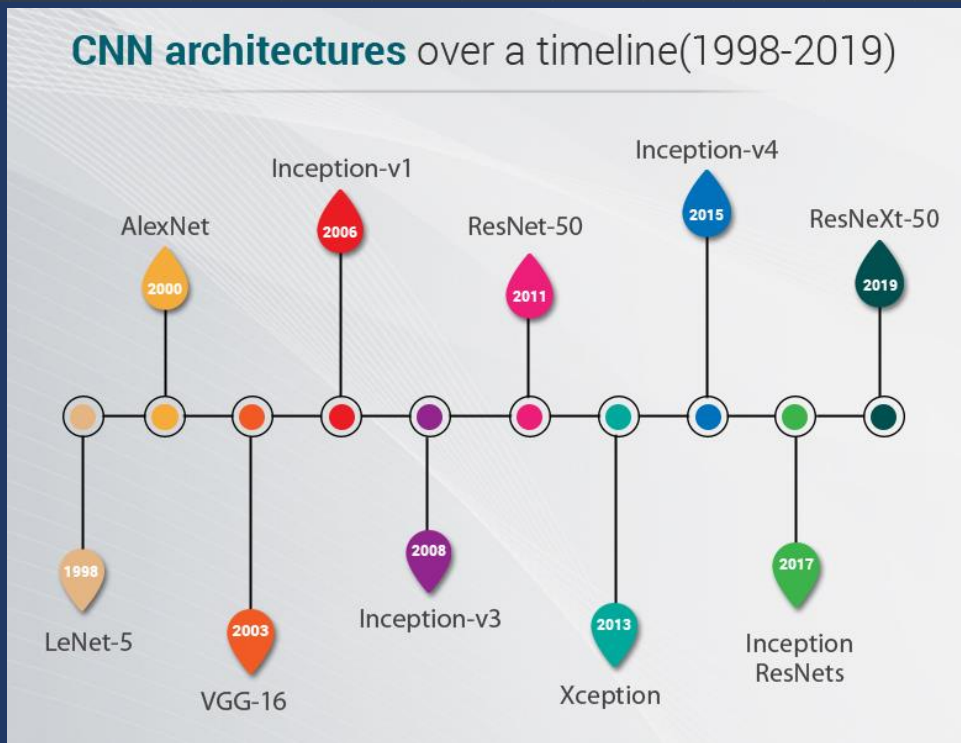 CNN architectures over a timeline(1998-2019)
Inception-v4
Inception-v1
AlexNet
ResNet-50
ResNeXt-50
2015
2006
2000
2011
2019
1998
2003
2008
2013
2017
LeNet-5
VGG-16
Inception-v3
Xception
Inception
ResNets